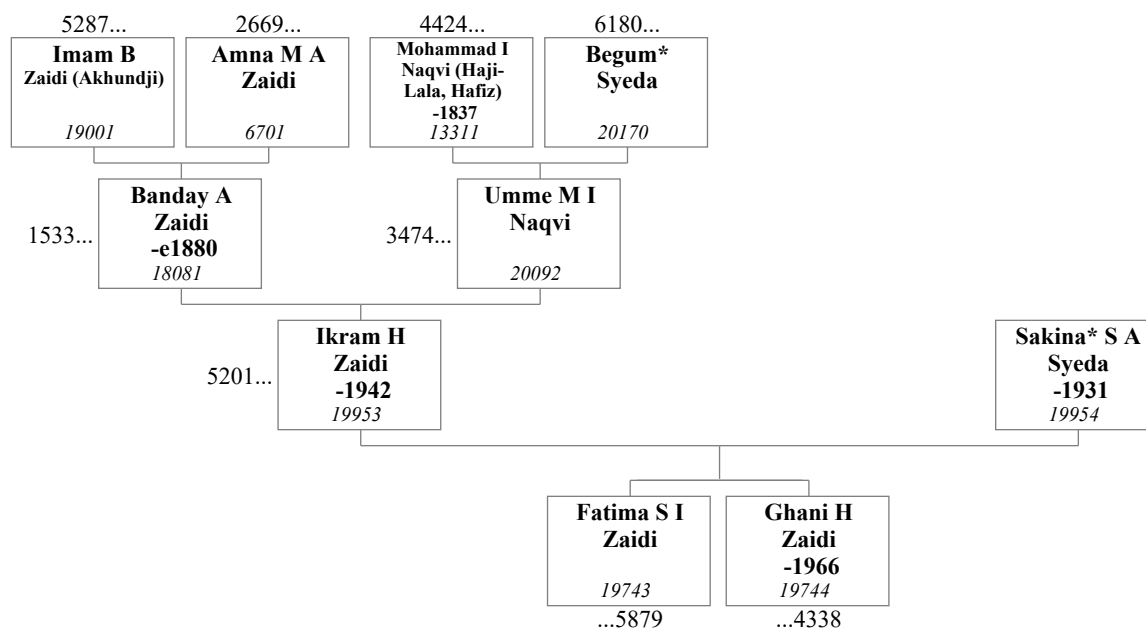 5287...
2669...
4424...
6180...
Imam B
Zaidi (Akhundji)
19001
Amna M A
Zaidi
6701
Mohammad I
Naqvi (Haji-
Lala, Hafiz)
-1837
13311
Begum*
Syeda
20170
1533...
Banday A
Zaidi
-e1880
18081
3474...
Umme M I
Naqvi
20092
5201...
Ikram H
Zaidi
-1942
19953
Sakina* S A
Syeda
-1931
19954
Fatima S I
Zaidi
19743
...5879
Ghani H
Zaidi
-1966
19744
...4338